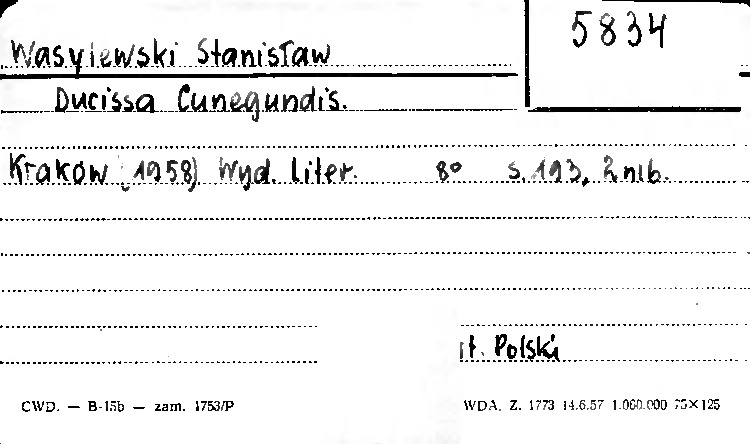 5834
Wasylewski Stanisław
Ducissa Cunegundis.
Kraków [1958] Wyd. Liter. 8° s. 193, 2 nlb.
it. Polski
CWD. — B-15b — zam. 1753/P
WDA. Z. 1773 14.6.57 1.060.000 75×125